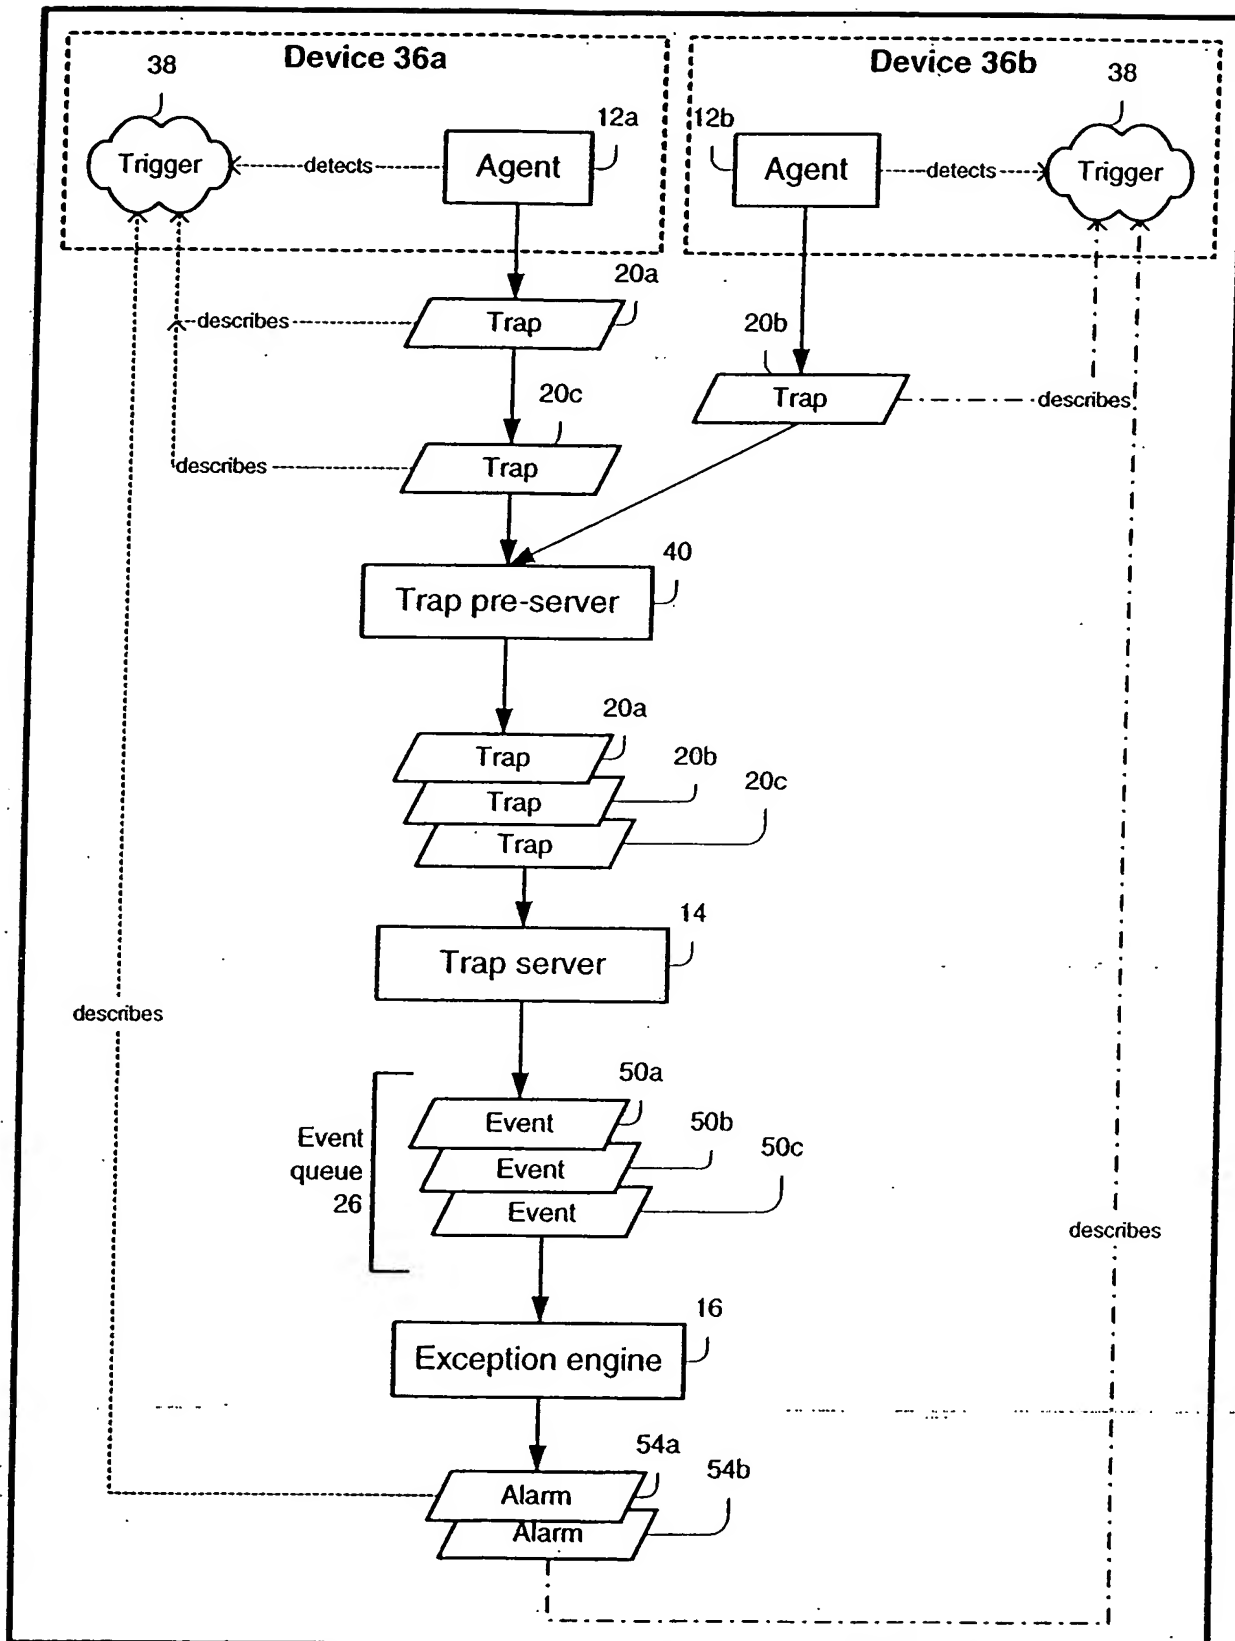 Device 36a
Device 36b
38
38
12a
12b
Trigger
detects
Agent
Agent
detects
Trigger
20a
describes
Trap
20b
20c
Trap
describes
describes
Trap
40
Trap pre-server
20a
Trap
20b
Trap
20c
Trap
14
Trap server
describes
50a
Event
50b
Event
50c
Event
Event
queue
26
describes
16
Exception engine
54a
Alarm
54b
Alarm